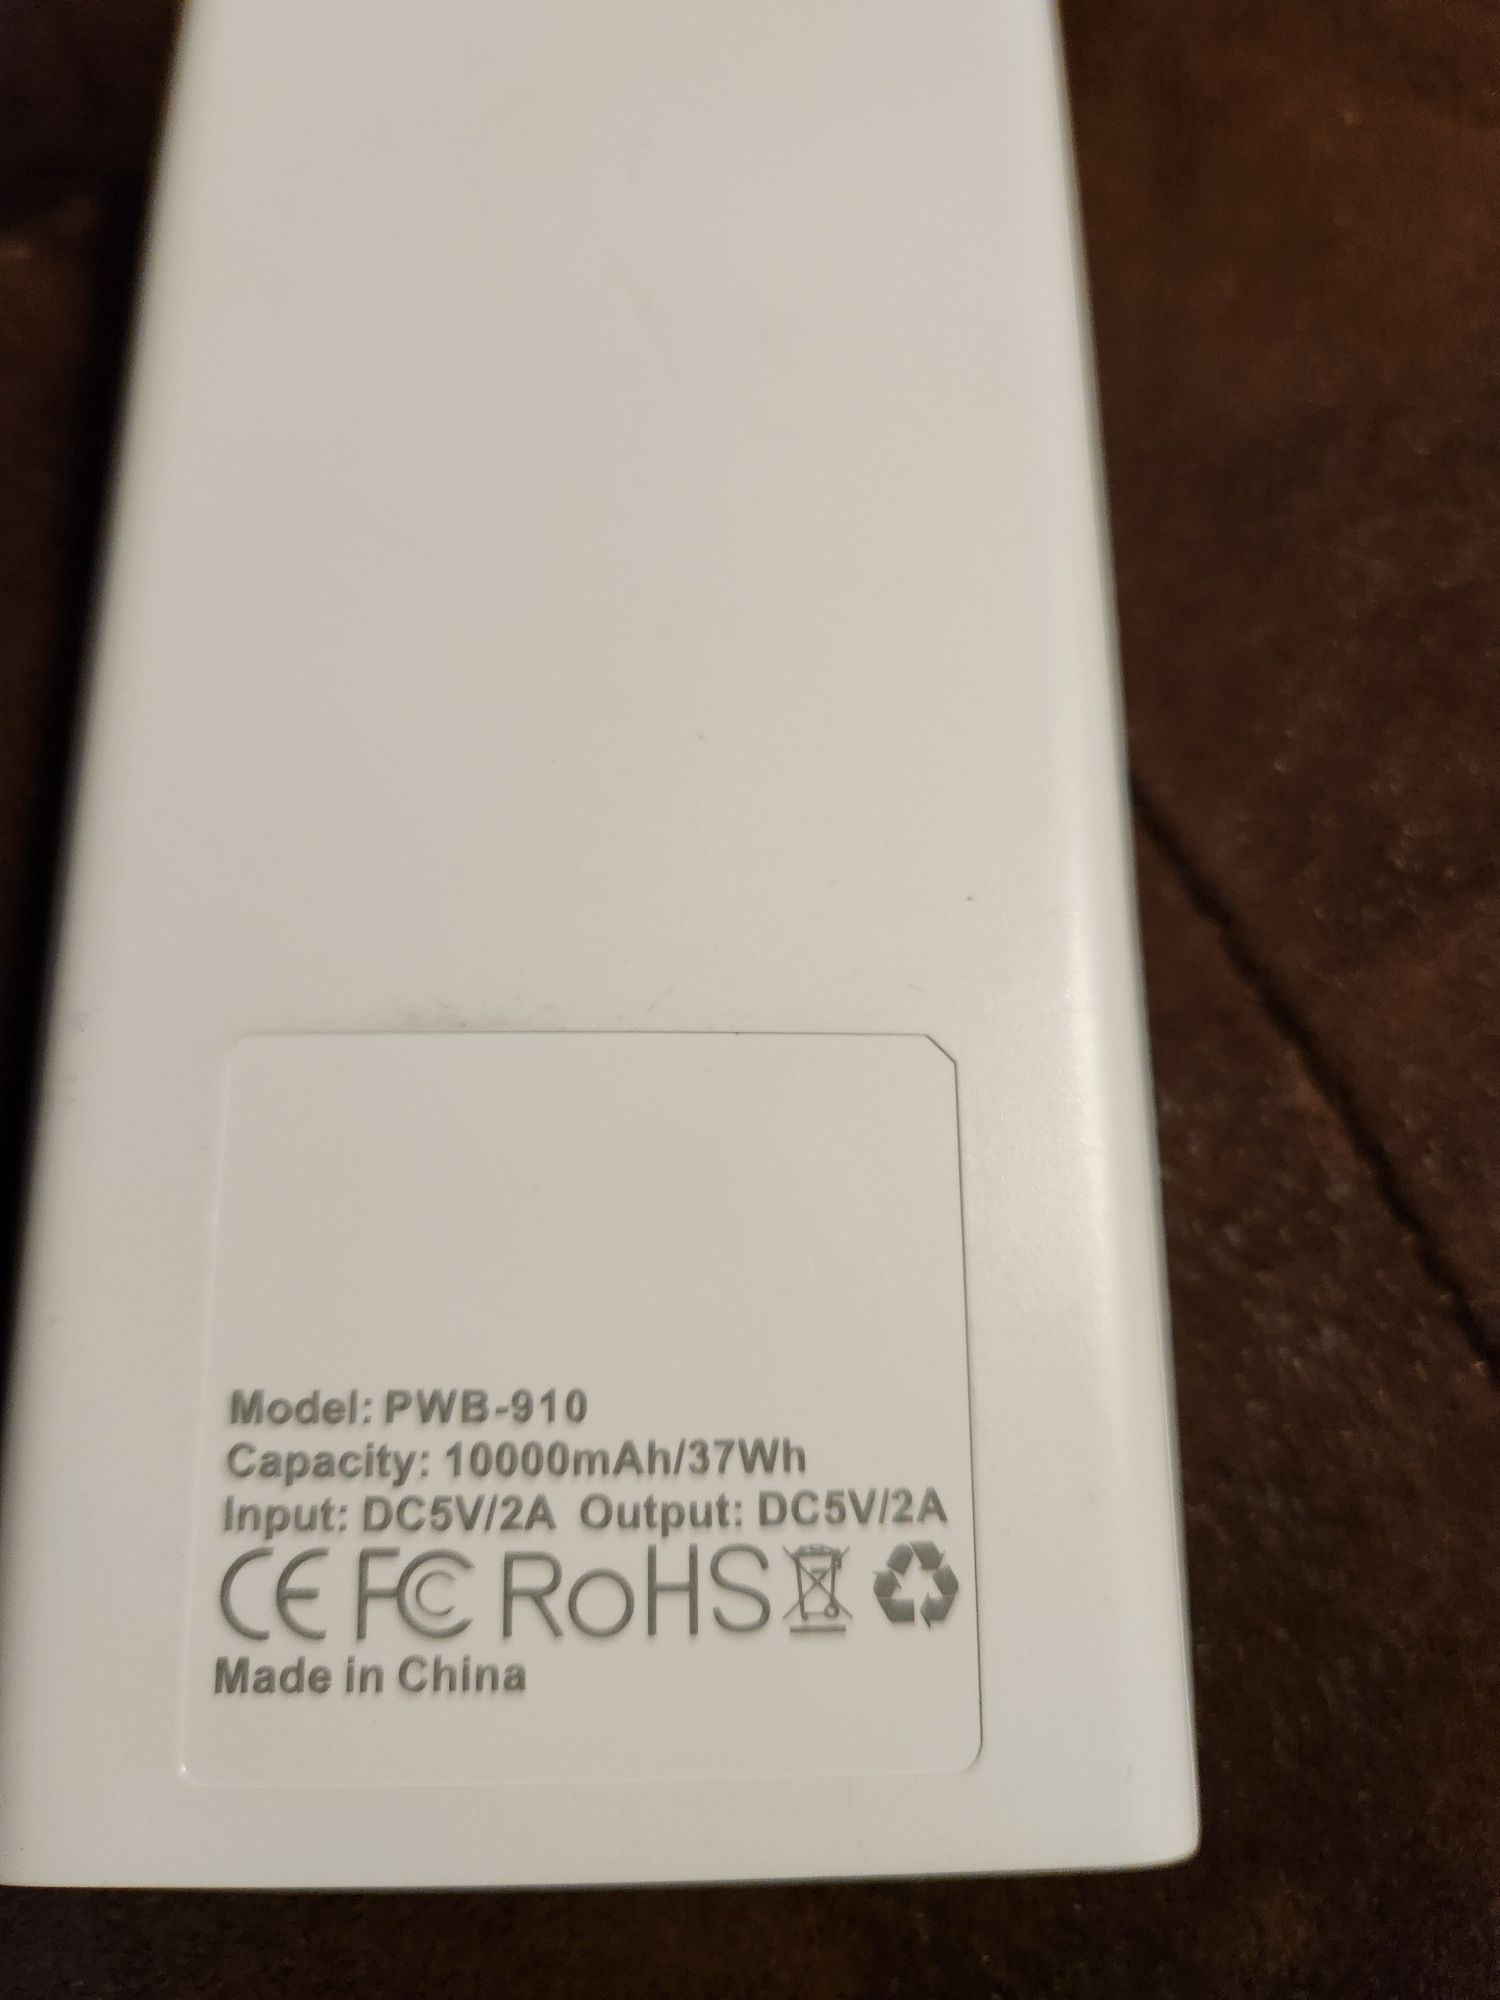 Model: PWB-910
Capacity: 10000mAh/37Wh
Input: DC5V/2A Output: DC5V/2A
CE FC RoHS
Made in China